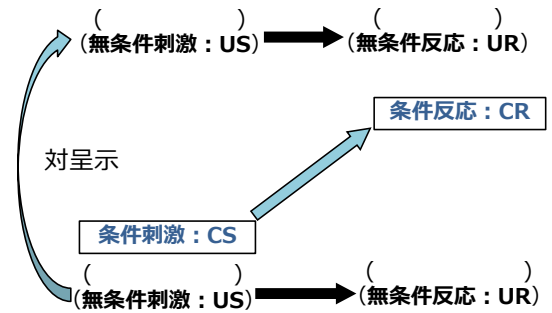 (　　　　　　　) (　　　　　　)
(無条件刺激：US) (無条件反応：UR)
条件反応：CR
対呈示
条件刺激：CS
(　　　　　　　) (　　　　　　　)
(無条件刺激：US) (無条件反応：UR)